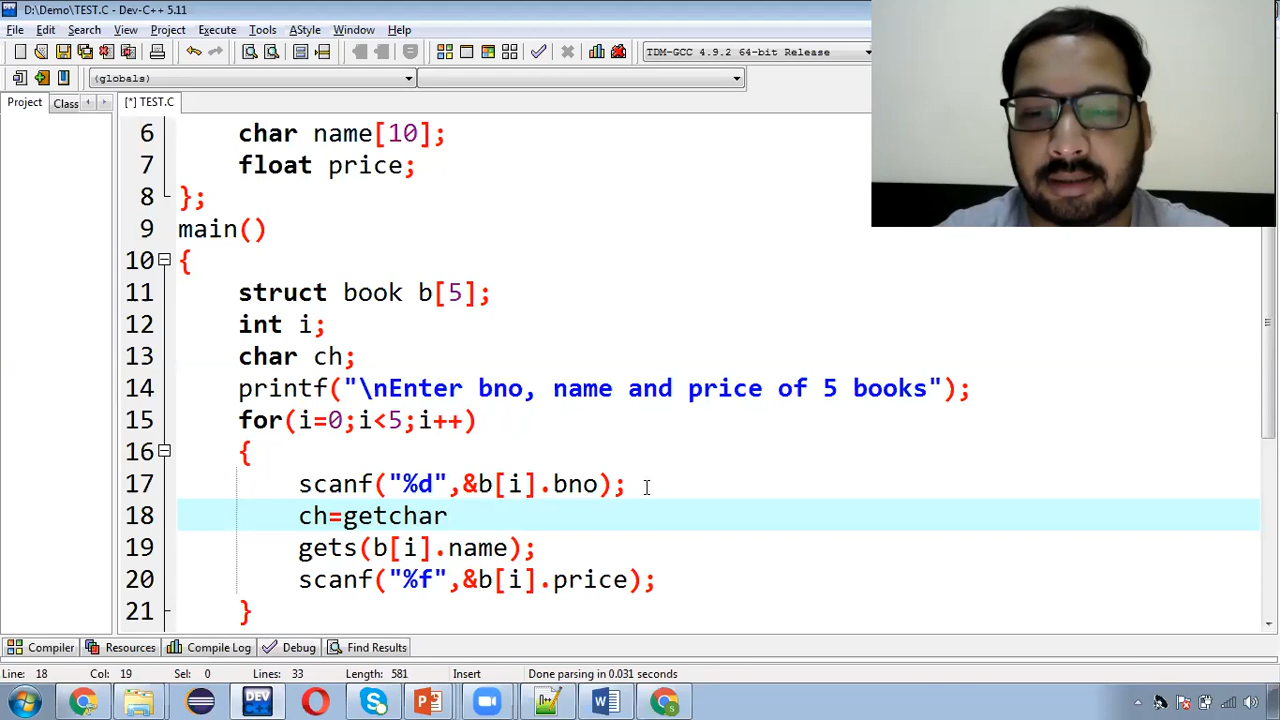 D:\Demo\TEST.C - Dev-C++ 5.11
File Edit Search View Project Execute Tools AStyle Window Help
TDM-GCC 4.9.2 64-bit Release
(globals)
Project Class [*] TEST.C
6 char name[10];
7 float price;
8 };
9 main()
10 {
11 struct book b[5];
12 int i;
13 char ch;
14 printf("\nEnter bno, name and price of 5 books");
15 for(i=0;i<5;i++)
16 {
17 scanf("%d",&b[i].bno);
18 ch=getchar
19 gets(b[i].name);
20 scanf("%f",&b[i].price);
21 }
Compiler Resources Compile Log Debug Find Results
Line: 18 Col: 19 Sel: 0 Lines: 33 Length: 581 Insert Done parsing in 0.031 seconds